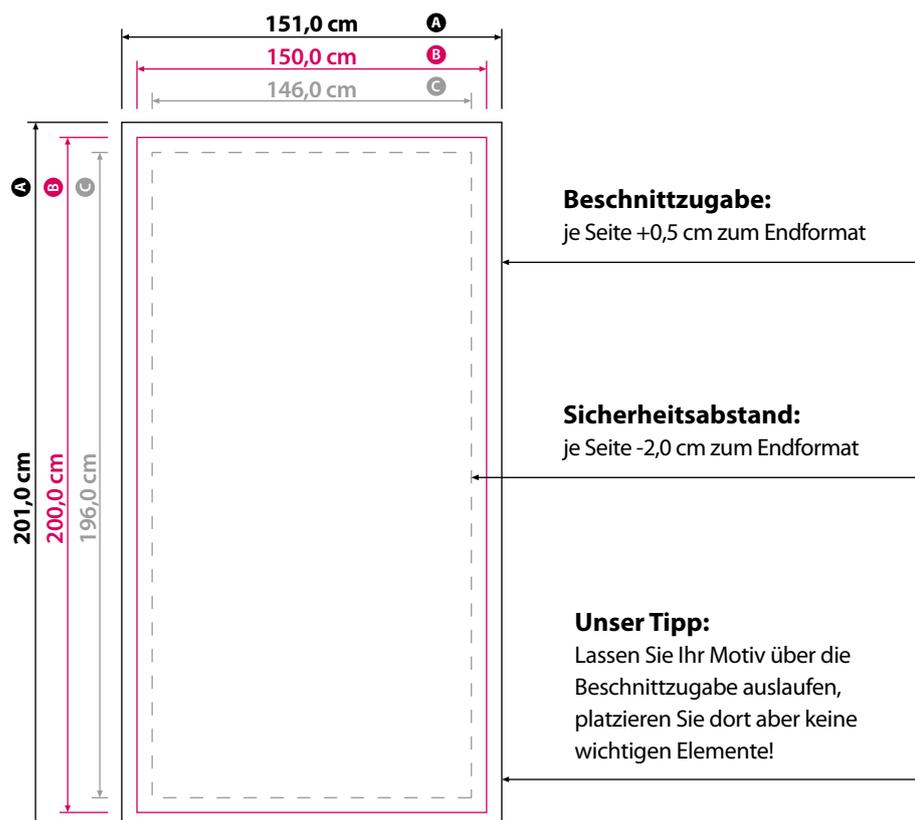 151,0 cm A
150,0 cm B
146,0 cm C
A
B
C
201,0 cm
200,0 cm
196,0 cm
Beschnittzugabe:
je Seite +0,5 cm zum Endformat
Sicherheitsabstand:
je Seite -2,0 cm zum Endformat
Unser Tipp:
Lassen Sie Ihr Motiv über die
Beschnittzugabe auslaufen,
platzieren Sie dort aber keine
wichtigen Elemente!